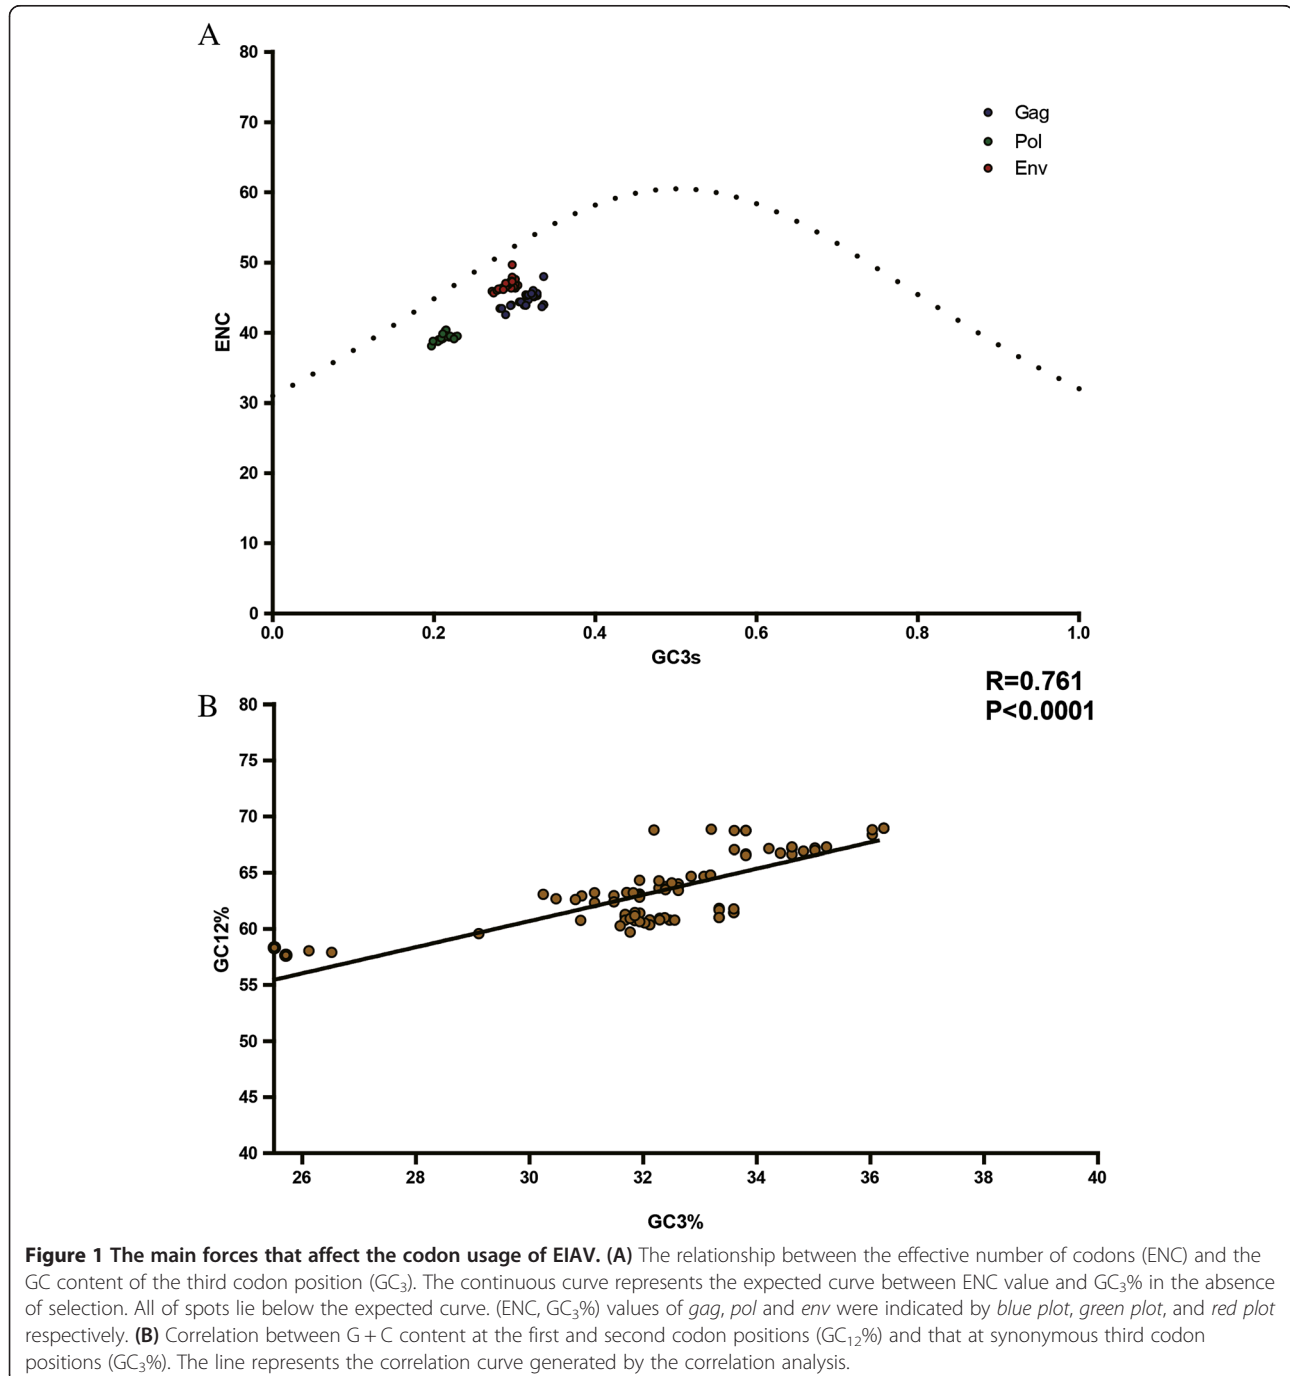 A
80
70
60
50
40
30
20
10
0
ENC
0.0 0.2 0.4 0.6 0.8 1.0
GC3s
Gag
Pol
Env
R=0.761
P<0.0001
B
80
75
70
65
60
55
50
45
40
GC12%
26 28 30 32 34 36 38 40
GC3%
Figure 1 The main forces that affect the codon usage of EIAV. (A) The relationship between the effective number of codons (ENC) and the
GC content of the third codon position (GC3). The continuous curve represents the expected curve between ENC value and GC3% in the absence
of selection. All of spots lie below the expected curve. (ENC, GC3%) values of gag, pol and env were indicated by blue plot, green plot, and red plot
respectively. (B) Correlation between G + C content at the first and second codon positions (GC12%) and that at synonymous third codon
positions (GC3%). The line represents the correlation curve generated by the correlation analysis.